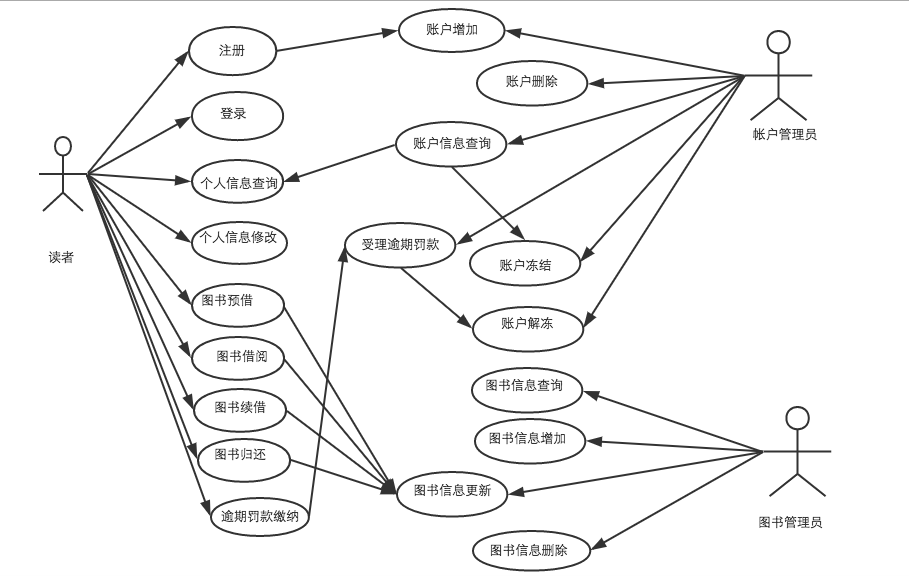 注册
登录
个人信息查询
个人信息修改
图书预借
图书借阅
图书续借
图书归还
逾期罚款缴纳
读者
账户增加
账户删除
账户信息查询
受理逾期罚款
账户冻结
账户解冻
图书信息查询
图书信息增加
图书信息更新
图书信息删除
帐户管理员
图书管理员